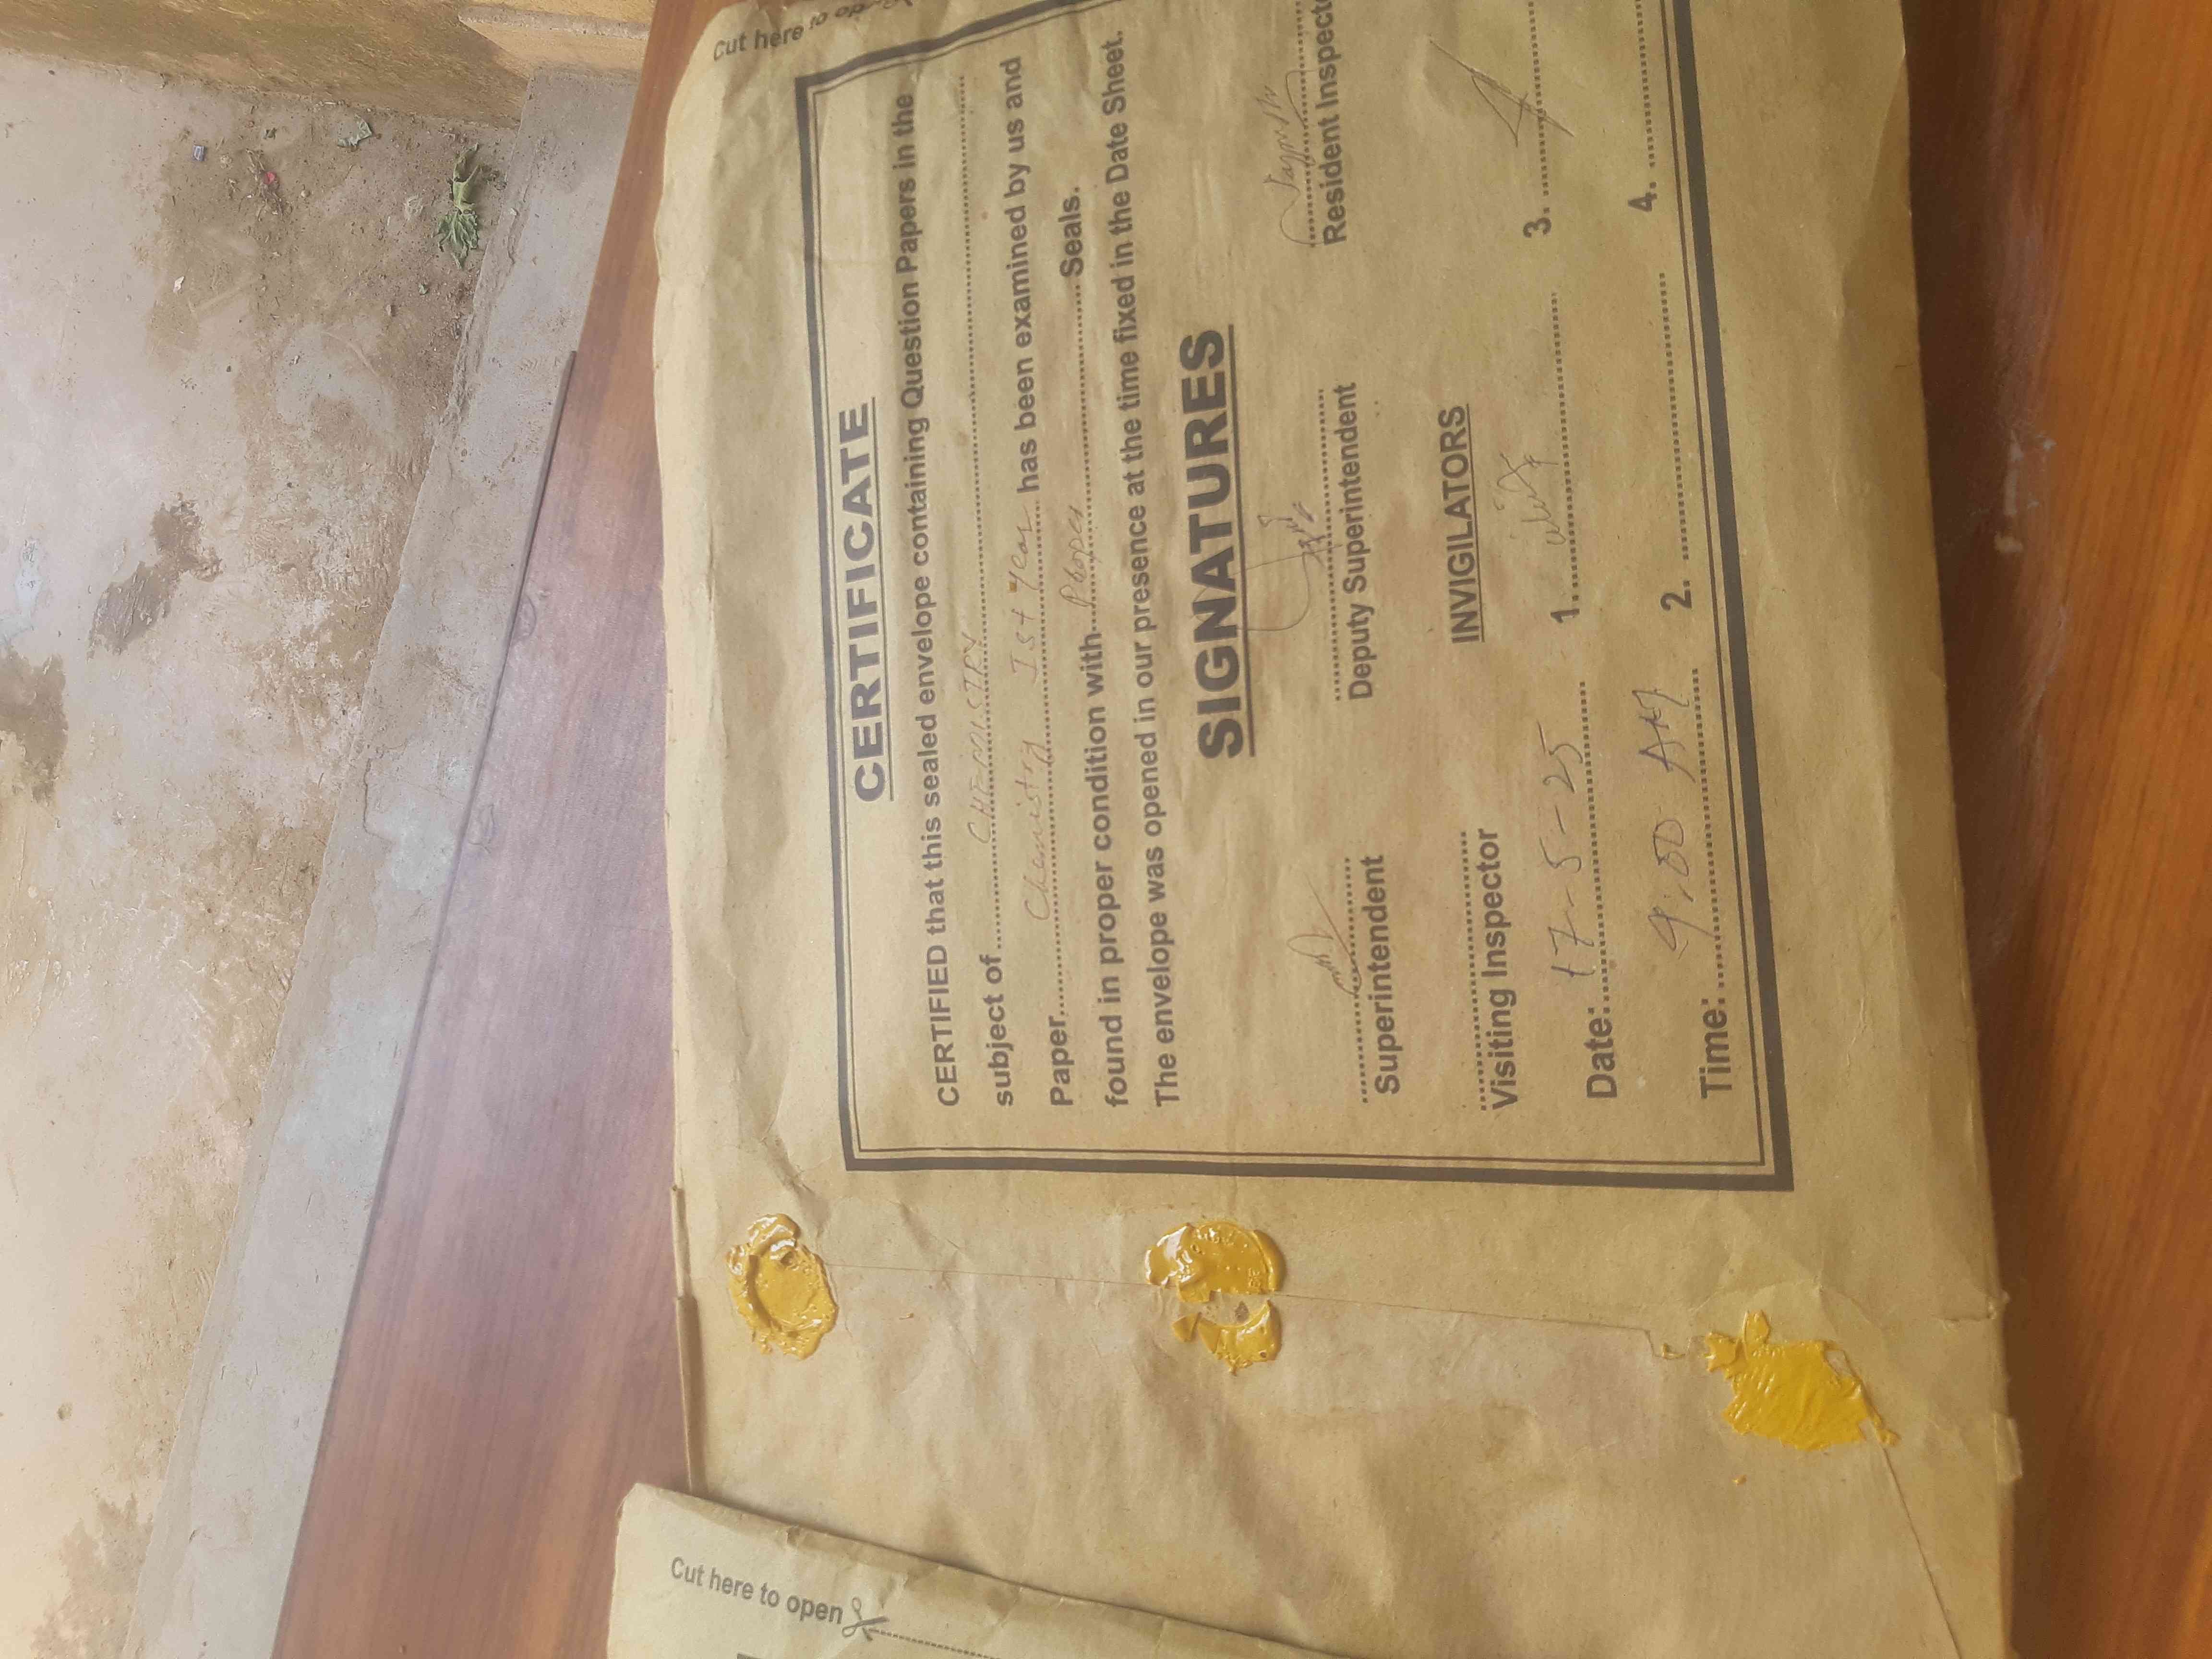 Cut here to op
CERTIFICATE
CERTIFIED that this sealed envelope containing Question Papers in the
subject of.....CHEMISTRY.....
Paper.....Chemistry Ist Year..... has been examined by us and
found in proper condition with..... Seals.
The envelope was opened in our presence at the time fixed in the Date Sheet.
SIGNATURES
Superintendent
Deputy Superintendent
Resident Inspect
Visiting Inspector
INVIGILATORS
Date:.....17-5-25.....
1.....
3.....
Time:.....9:00 AM.....
2.....
4.....
Cut here to open